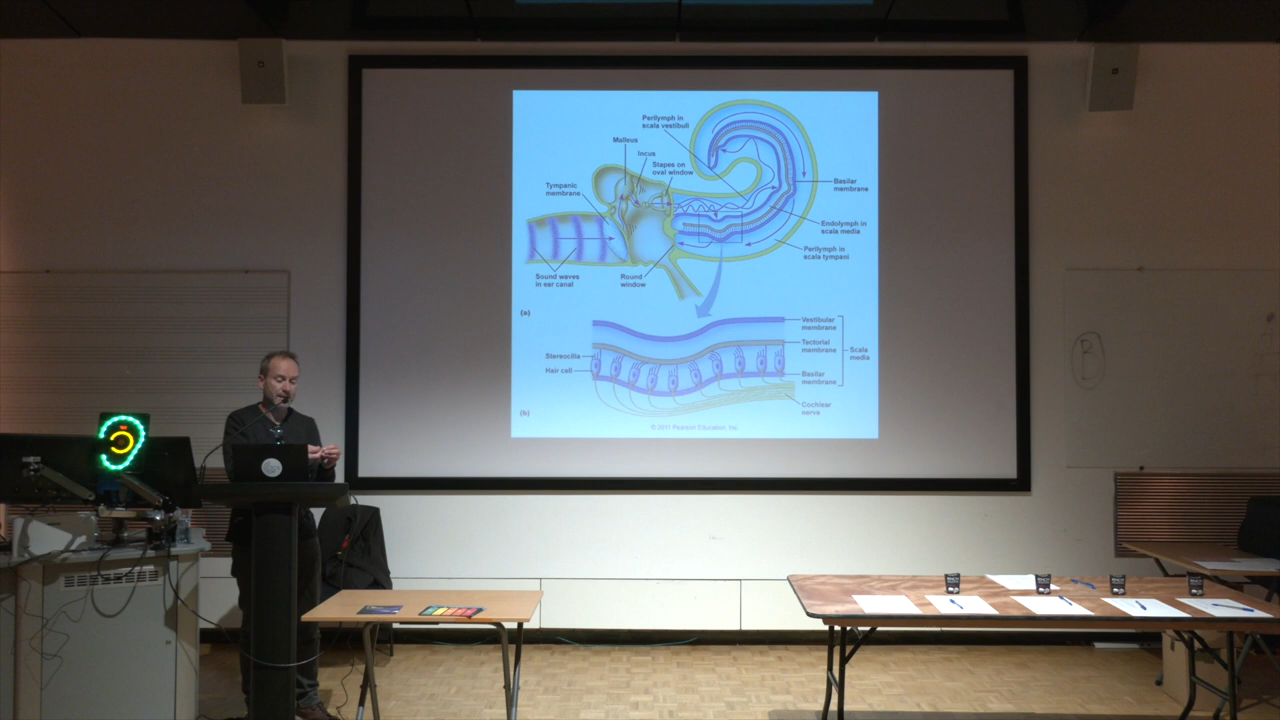 Perilymph in
scala vestibuli
Malleus
Incus
Stapes on
oval window
Tympanic
membrane
Basilar
membrane
Endolymph in
scala media
Perilymph in
scala tympani
Sound waves
in ear canal
Round
window
(a)
Vestibular
membrane
Tectorial
membrane
Scala
media
Stereocilia
Hair cell
Basilar
membrane
Cochlear
nerve
(b)
© 2011 Pearson Education, Inc.
B